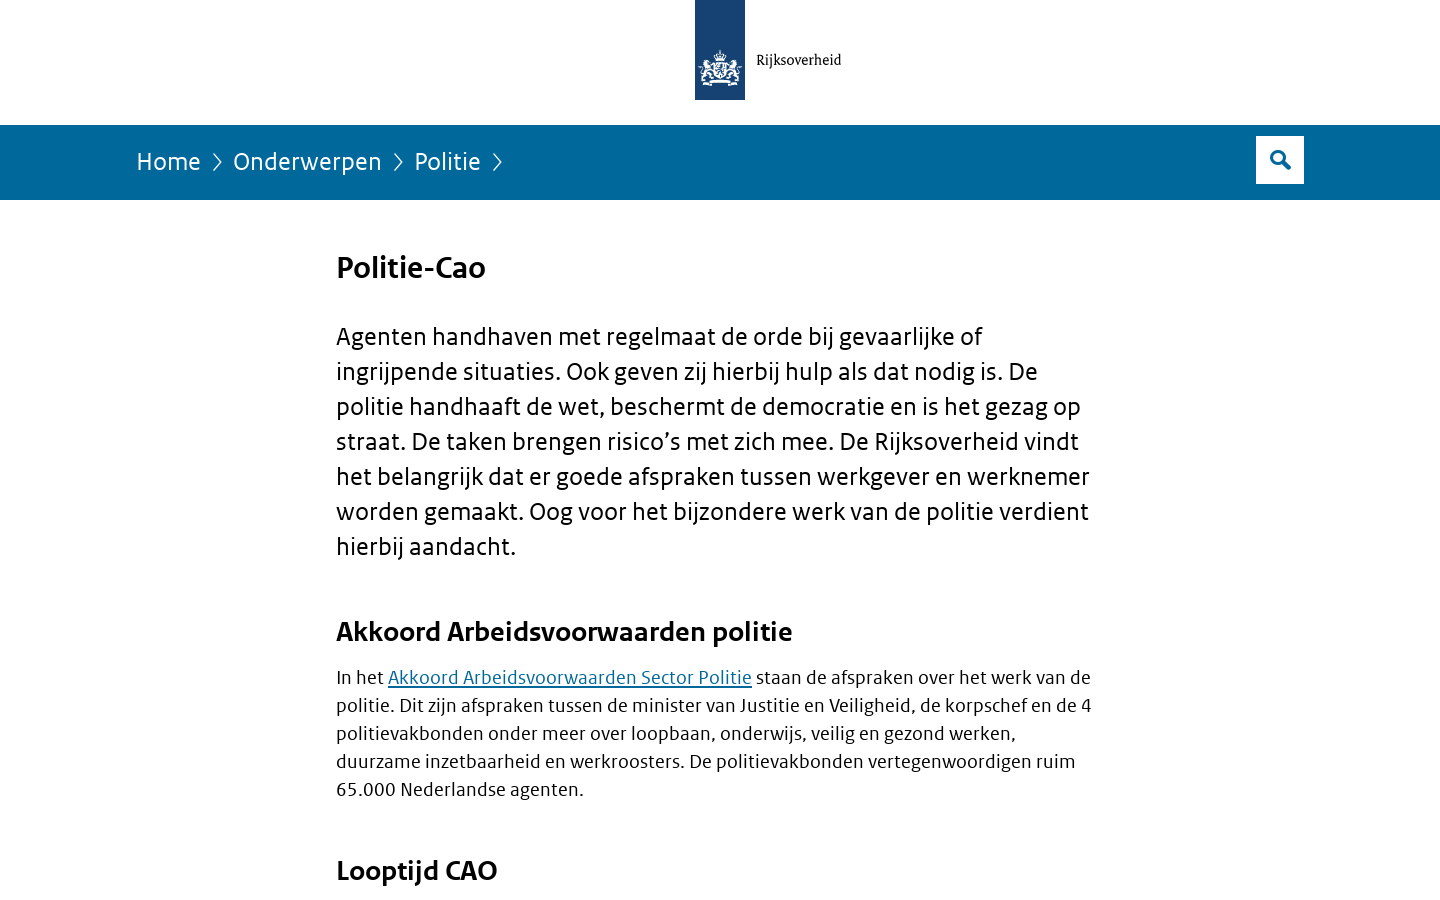 Rijksoverheid
Home
Onderwerpen
Politie
Politie-Cao
Agenten handhaven met regelmaat de orde bij gevaarlijke of
ingrijpende situaties. Ook geven zij hierbij hulp als dat nodig is. De
politie handhaaft de wet, beschermt de democratie en is het gezag op
straat. De taken brengen risico’s met zich mee. De Rijksoverheid vindt
het belangrijk dat er goede afspraken tussen werkgever en werknemer
worden gemaakt. Oog voor het bijzondere werk van de politie verdient
hierbij aandacht.
Akkoord Arbeidsvoorwaarden politie
In het Akkoord Arbeidsvoorwaarden Sector Politie staan de afspraken over het werk van de
politie. Dit zijn afspraken tussen de minister van Justitie en Veiligheid, de korpschef en de 4
politievakbonden onder meer over loopbaan, onderwijs, veilig en gezond werken,
duurzame inzetbaarheid en werkroosters. De politievakbonden vertegenwoordigen ruim
65.000 Nederlandse agenten.
Looptijd CAO